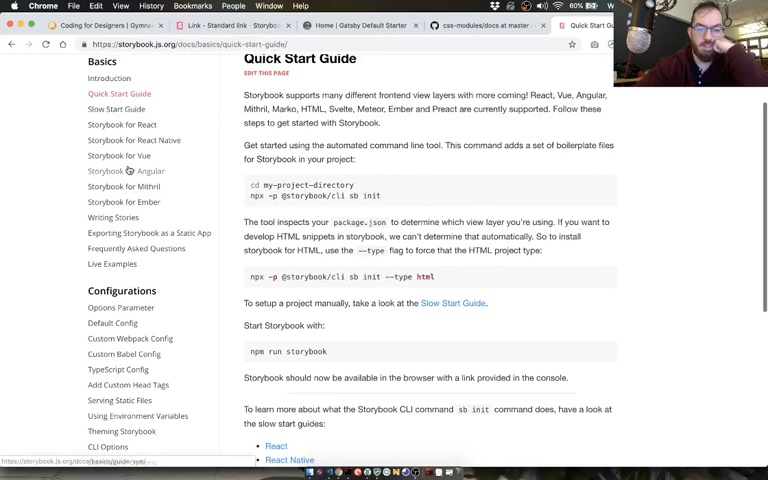 Chrome File Edit View History Bookmarks People Window Help
60%
Coding for Designers | Gymnas
Link - Standard link · Storybook
Home | Gatsby Default Starter
css-modules/docs at master ·
Quick Start Guide
https://storybook.js.org/docs/basics/quick-start-guide/
Basics
Introduction
Quick Start Guide
Slow Start Guide
Storybook for React
Storybook for React Native
Storybook for Vue
Storybook for Angular
Storybook for Mithril
Storybook for Ember
Writing Stories
Exporting Storybook as a Static App
Frequently Asked Questions
Live Examples
Configurations
Options Parameter
Default Config
Custom Webpack Config
Custom Babel Config
TypeScript Config
Add Custom Head Tags
Serving Static Files
Using Environment Variables
Theming Storybook
CLI Options
Quick Start Guide
EDIT THIS PAGE
Storybook supports many different frontend view layers with more coming! React, Vue, Angular,
Mithril, Marko, HTML, Svelte, Meteor, Ember and Preact are currently supported. Follow these
steps to get started with Storybook.
Get started using the automated command line tool. This command adds a set of boilerplate files
for Storybook in your project:
cd my-project-directory
npx -p @storybook/cli sb init
The tool inspects your package.json to determine which view layer you're using. If you want to
develop HTML snippets in storybook, we can't determine that automatically. So to install
storybook for HTML, use the --type flag to force that the HTML project type:
npx -p @storybook/cli sb init --type html
To setup a project manually, take a look at the Slow Start Guide.
Start Storybook with:
npm run storybook
Storybook should now be available in the browser with a link provided in the console.
To learn more about what the Storybook CLI command sb init command does, have a look at
the slow start guides:
• React
• React Native